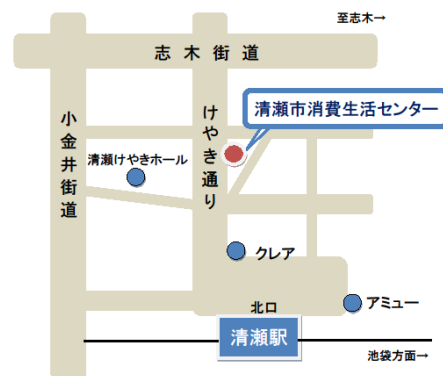 至志木→
志木街道
清瀬市消費生活センター
けやき通り
小金井街道
清瀬けやきホール
クレア
北口
アミュー
清瀬駅
池袋方面→